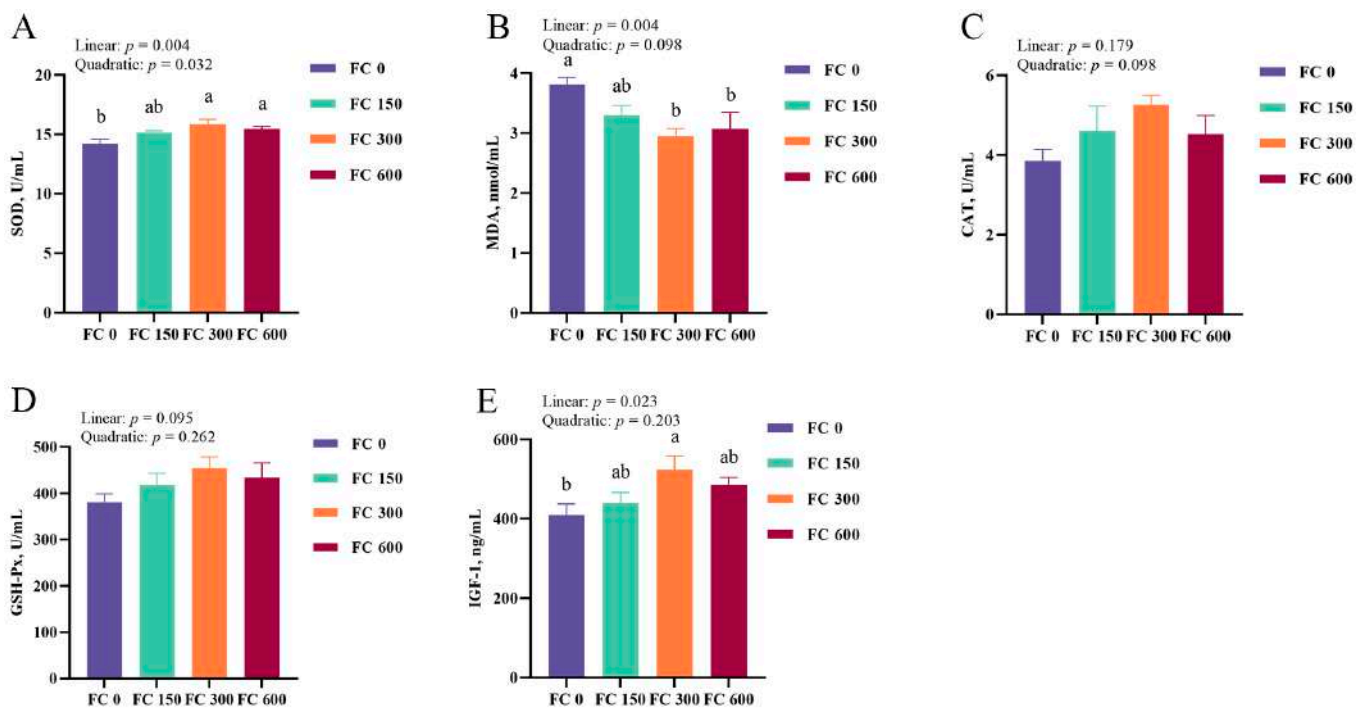 A
Linear: p = 0.004
Quadratic: p = 0.032
SOD, U/mL
20
15
10
5
0
b
ab
a
a
FC 0
FC 150
FC 300
FC 600
FC 0
FC 150
FC 300
FC 600
B
Linear: p = 0.004
Quadratic: p = 0.098
MDA, nmol/mL
4
3
2
1
0
a
ab
b
b
FC 0
FC 150
FC 300
FC 600
FC 0
FC 150
FC 300
FC 600
C
Linear: p = 0.179
Quadratic: p = 0.098
CAT, U/mL
6
4
2
0
FC 0
FC 150
FC 300
FC 600
FC 0
FC 150
FC 300
FC 600
D
Linear: p = 0.095
Quadratic: p = 0.262
GSH-Px, U/mL
500
400
300
200
100
0
FC 0
FC 150
FC 300
FC 600
FC 0
FC 150
FC 300
FC 600
E
Linear: p = 0.023
Quadratic: p = 0.203
IGF-1, ng/mL
600
400
200
0
b
ab
a
ab
FC 0
FC 150
FC 300
FC 600
FC 0
FC 150
FC 300
FC 600